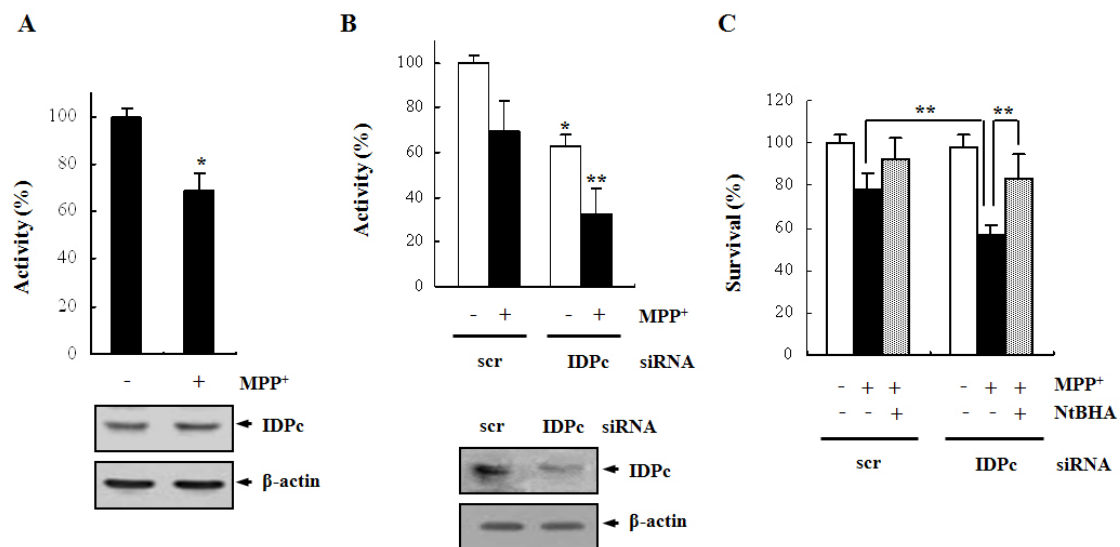 A
Activity (%)
100
80
60
40
20
0
*
- + MPP⁺
IDPc
β-actin
B
Activity (%)
100
80
60
40
20
0
*
**
- + - + MPP⁺
scr IDPc siRNA
scr IDPc siRNA
IDPc
β-actin
C
Survival (%)
120
100
80
60
40
20
0
** **
- + + - + + MPP⁺
- - + - - + NtBHA
scr IDPc siRNA